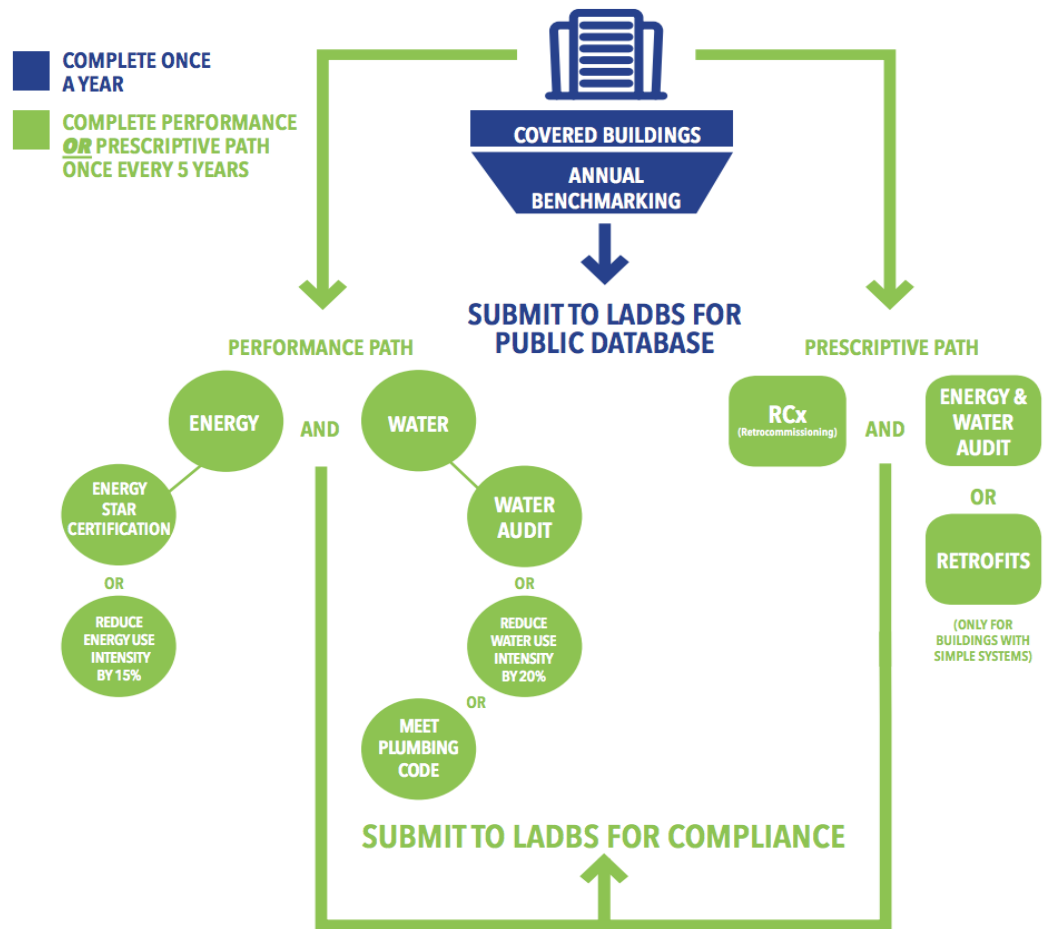 COMPLETE ONCE
A YEAR
COMPLETE PERFORMANCE
OR PRESCRIPTIVE PATH
ONCE EVERY 5 YEARS
COVERED BUILDINGS
ANNUAL
BENCHMARKING
SUBMIT TO LADBS FOR
PUBLIC DATABASE
PERFORMANCE PATH
ENERGY
AND
WATER
ENERGY
STAR
CERTIFICATION
OR
REDUCE
ENERGY USE
INTENSITY
BY 15%
WATER
AUDIT
OR
REDUCE
WATER USE
INTENSITY
BY 20%
OR
MEET
PLUMBING
CODE
PRESCRIPTIVE PATH
RCx
(Retrocommissioning)
AND
ENERGY &
WATER
AUDIT
OR
RETROFITS
(ONLY FOR
BUILDINGS WITH
SIMPLE SYSTEMS)
SUBMIT TO LADBS FOR COMPLIANCE